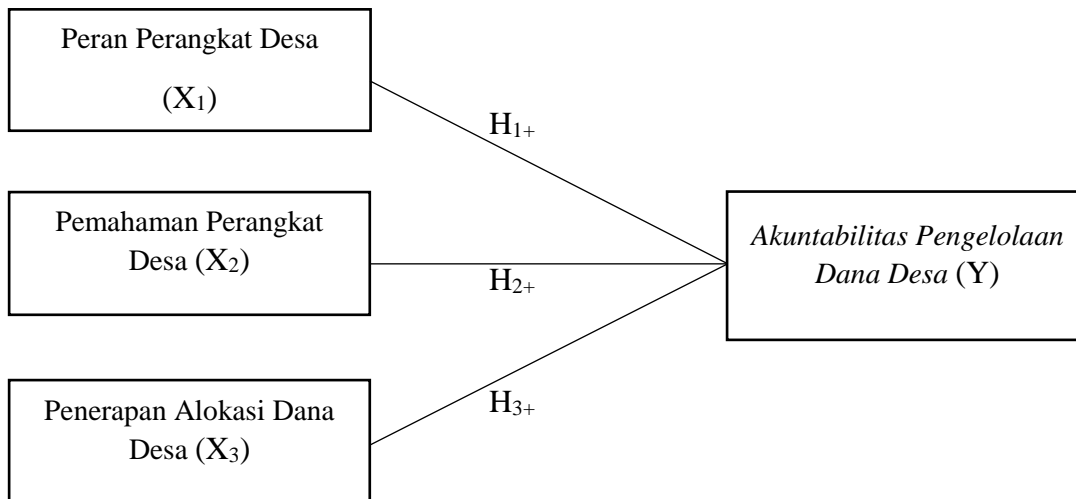 Peran Perangkat Desa
(X₁)
H₁₊
Pemahaman Perangkat
Desa (X₂)
H₂₊
Akuntabilitas Pengelolaan
Dana Desa (Y)
Penerapan Alokasi Dana
Desa (X₃)
H₃₊